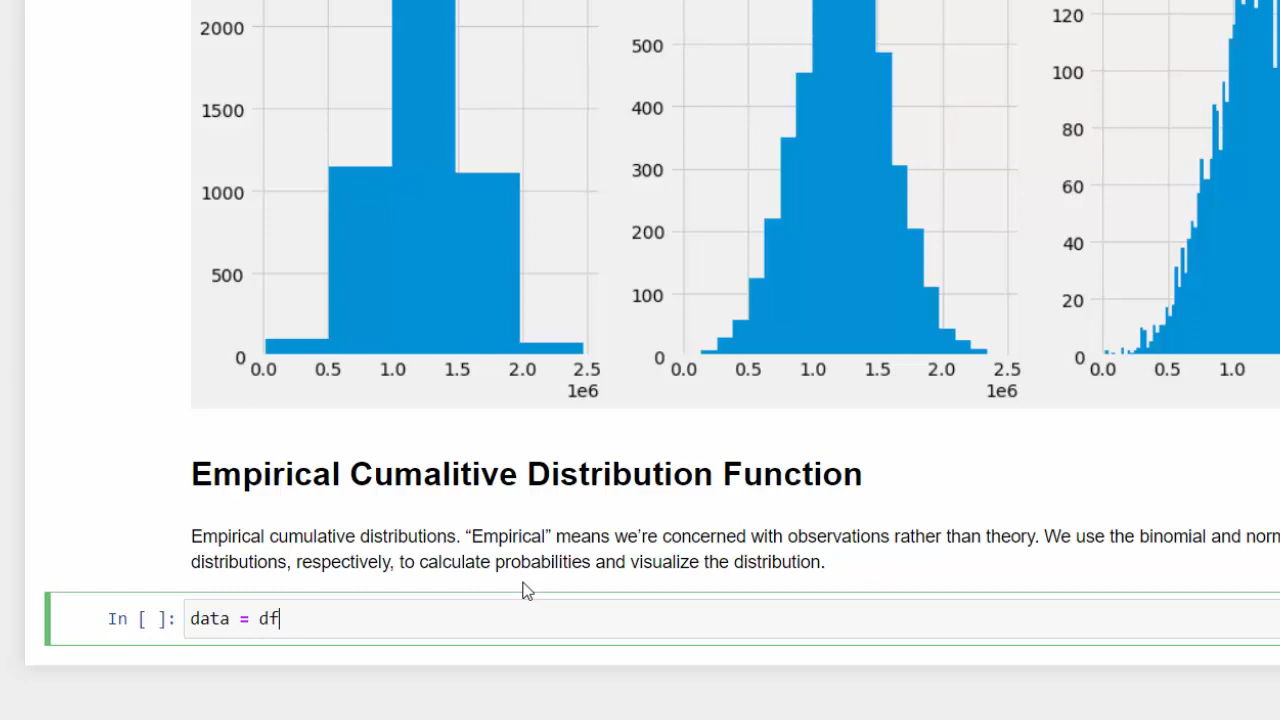 2000
1500
1000
500
0
0.0 0.5 1.0 1.5 2.0 2.5
1e6
500
400
300
200
100
0
0.0 0.5 1.0 1.5 2.0 2.5
1e6
120
100
80
60
40
20
0
0.0 0.5 1.0
Empirical Cumalitive Distribution Function
Empirical cumulative distributions. “Empirical” means we’re concerned with observations rather than theory. We use the binomial and norm
distributions, respectively, to calculate probabilities and visualize the distribution.
In [ ]: data = df